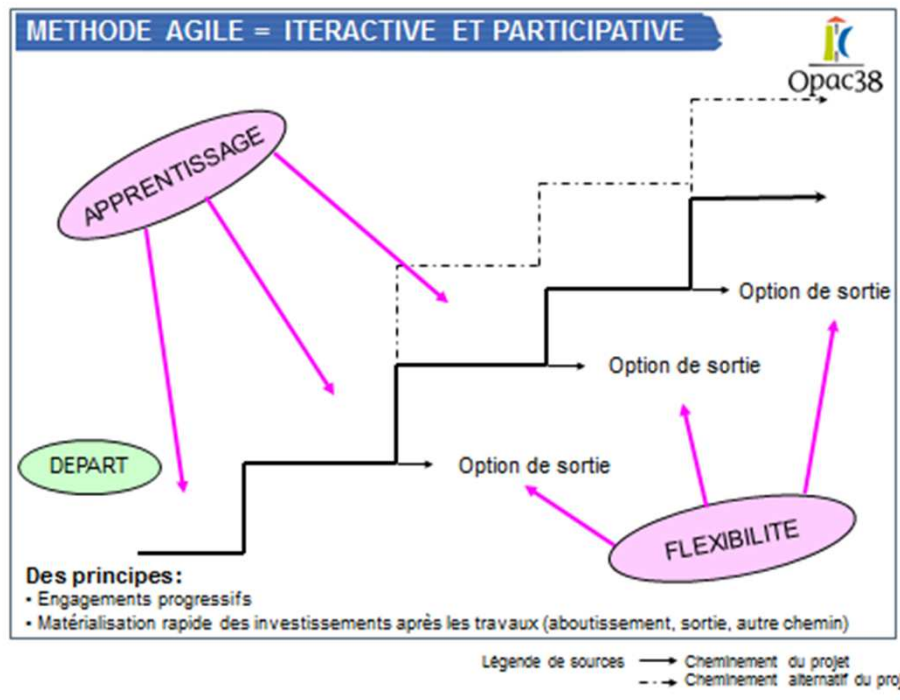 METHODE AGILE = ITERACTIVE ET PARTICIPATIVE
Opac38
APPRENTISSAGE
Option de sortie
Option de sortie
DEPART
Option de sortie
FLEXIBILITE
Des principes:
• Engagements progressifs
• Matérialisation rapide des investissements après les travaux (aboutissement, sortie, autre chemin)
Légende de sources
Cheminement du projet
Cheminement alternatif du proj